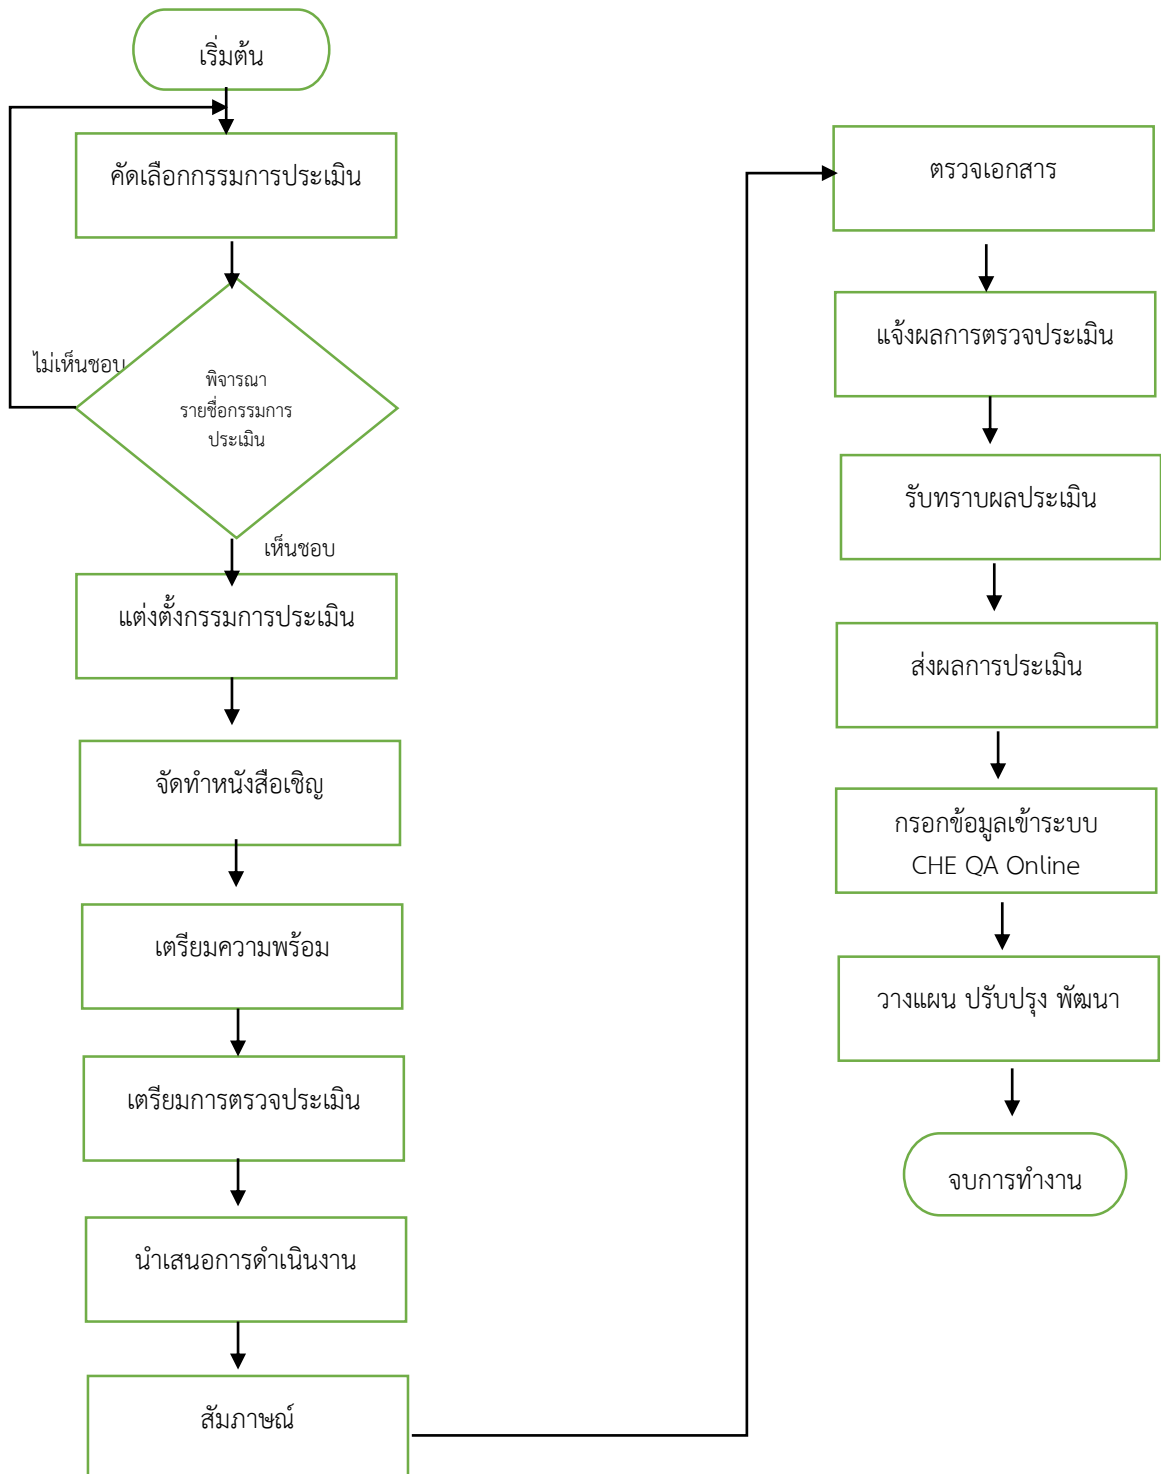 เริ่มต้น
คัดเลือกกรรมการประเมิน
ไม่เห็นชอบ
พิจารณา
รายชื่อกรรมการ
ประเมิน
เห็นชอบ
แต่งตั้งกรรมการประเมิน
จัดทำหนังสือเชิญ
เตรียมความพร้อม
เตรียมการตรวจประเมิน
นำเสนอการดำเนินงาน
สัมภาษณ์
ตรวจเอกสาร
แจ้งผลการตรวจประเมิน
รับทราบผลประเมิน
ส่งผลการประเมิน
กรอกข้อมูลเข้าระบบ
CHE QA Online
วางแผน ปรับปรุง พัฒนา
จบการทำงาน